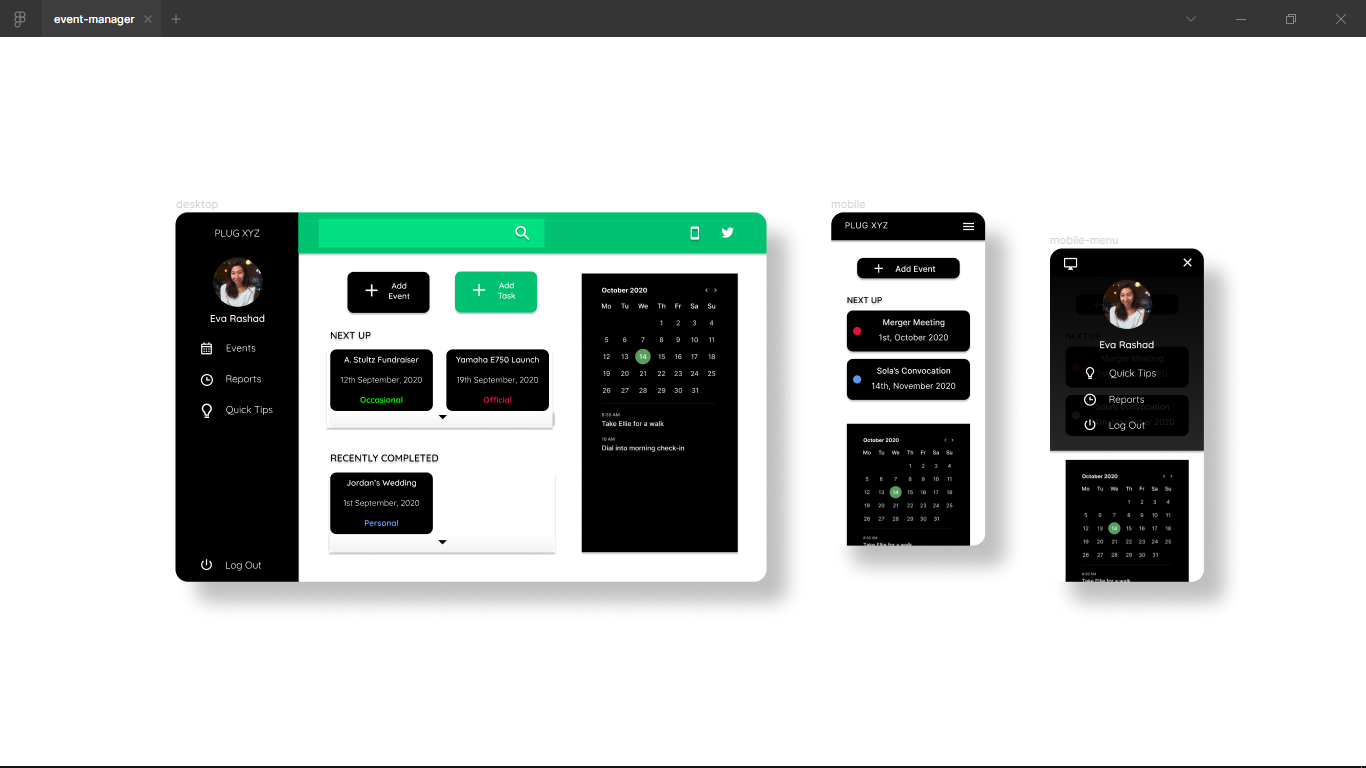 event-manager
desktop
PLUG XYZ
Eva Rashad
Events
Reports
Quick Tips
Log Out
Add
Event
Add
Task
NEXT UP
A. Stultz Fundraiser
12th September, 2020
Occasional
Yamaha E750 Launch
19th September, 2020
Official
RECENTLY COMPLETED
Jordan's Wedding
1st September, 2020
Personal
October 2020
Mo Tu We Th Fr Sa Su
1 2 3 4
5 6 7 8 9 10 11
12 13 14 15 16 17 18
19 20 21 22 23 24 25
26 27 28 29 30 31
8:30 AM
Take Ellie for a walk
10 AM
Dial into morning check-in
mobile
PLUG XYZ
Add Event
NEXT UP
Merger Meeting
1st, October 2020
Sola's Convocation
14th, November 2020
October 2020
Mo Tu We Th Fr Sa Su
1 2 3 4
5 6 7 8 9 10 11
12 13 14 15 16 17 18
19 20 21 22 23 24 25
26 27 28 29 30 31
8:30 AM
Take Ellie for a walk
mobile-menu
NEXT UP
Eva Rashad
Merger Meeting
Quick Tips
Reports
Sola's Convocation
Log Out
October 2020
Mo Tu We Th Fr Sa Su
1 2 3 4
5 6 7 8 9 10 11
12 13 14 15 16 17 18
19 20 21 22 23 24 25
26 27 28 29 30 31
8:30 AM
Take Ellie for a walk